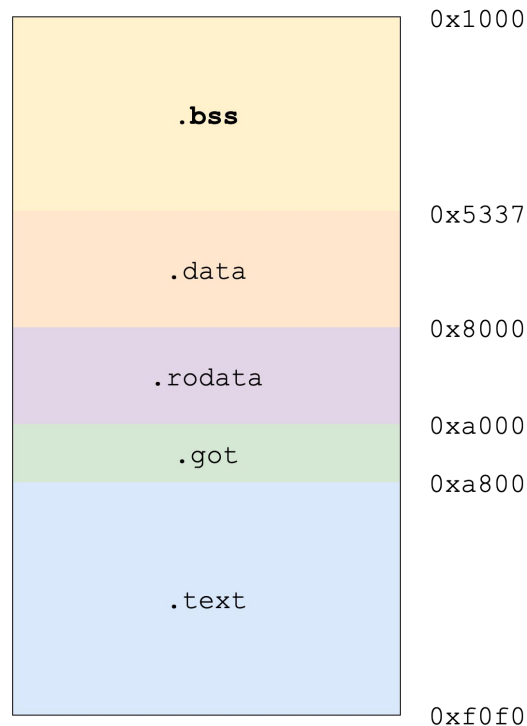 0x1000
.bss
0x5337
.data
0x8000
.rodata
0xa000
.got
0xa800
.text
0xf0f0